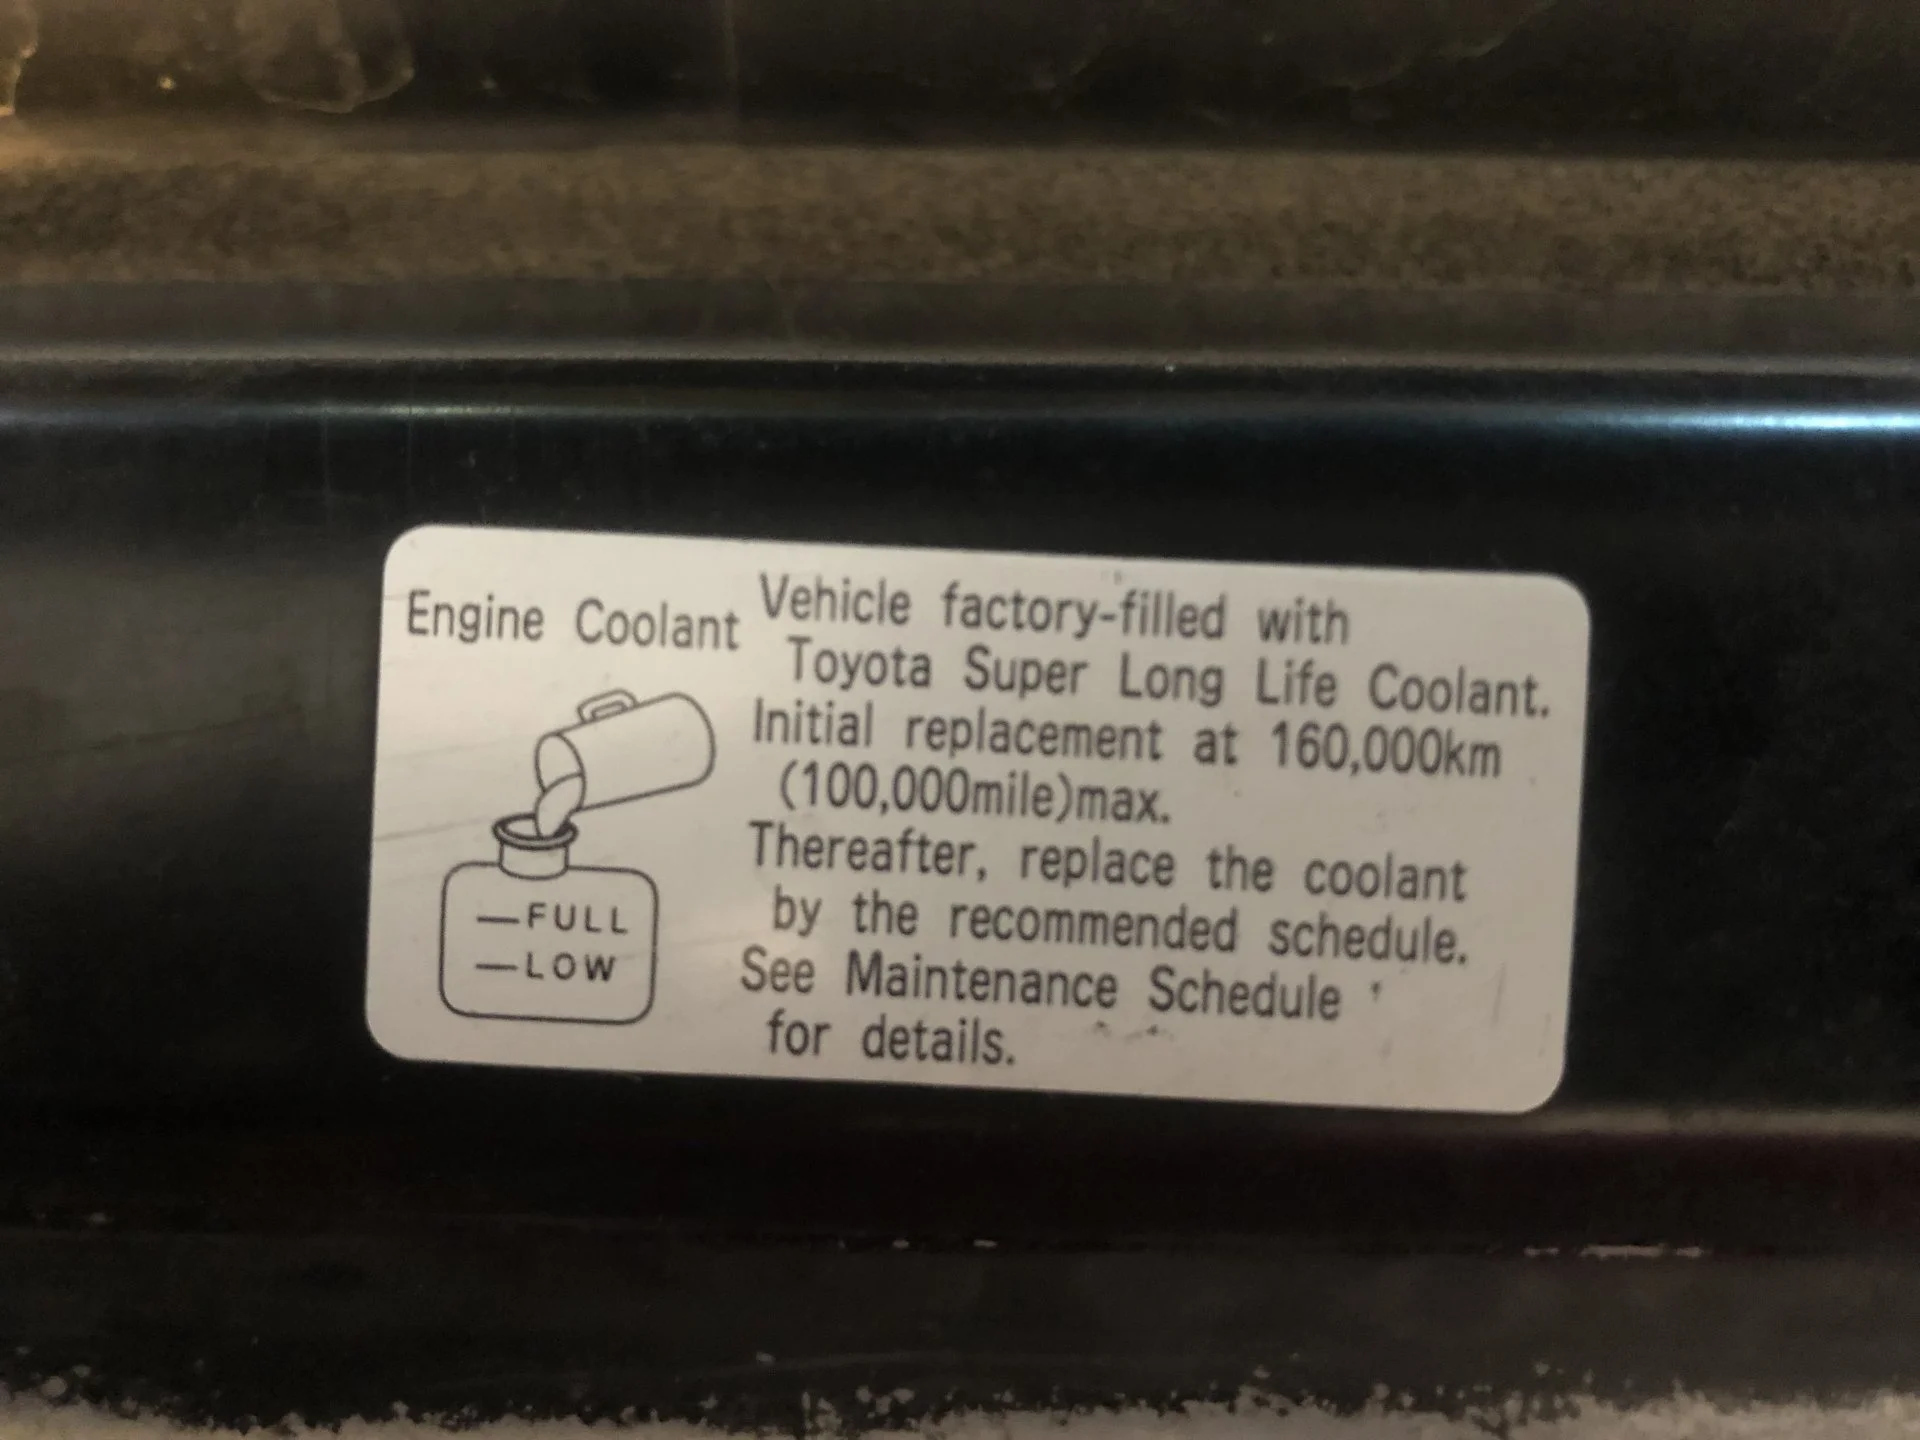 Engine Coolant
—FULL
—LOW
Vehicle factory-filled with
Toyota Super Long Life Coolant.
Initial replacement at 160,000km
(100,000mile)max.
Thereafter, replace the coolant
by the recommended schedule.
See Maintenance Schedule
for details.